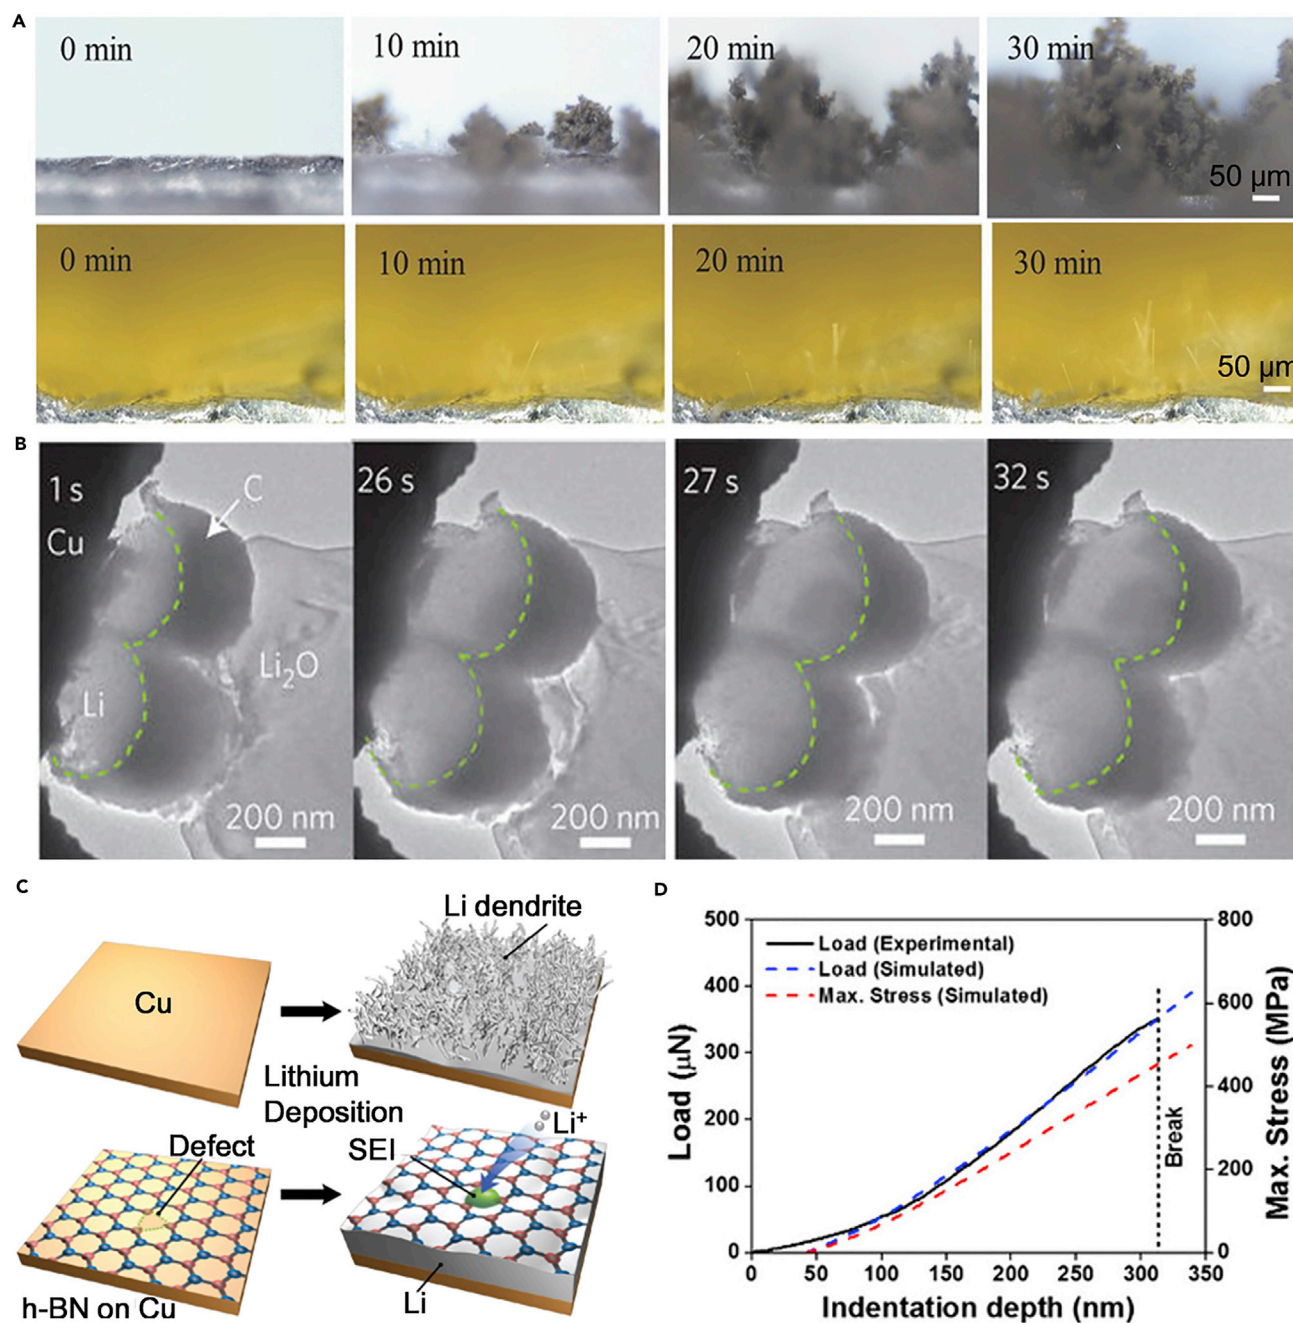 A
0 min
10 min
20 min
30 min
50 µm
0 min
10 min
20 min
30 min
50 µm
B
1 s
Cu
C
Li
Li₂O
200 nm
26 s
200 nm
27 s
200 nm
32 s
200 nm
C
Cu
Li dendrite
Lithium
Deposition
Defect
SEI
Li⁺
h-BN on Cu
Li
D
Load (Experimental)
Load (Simulated)
Max. Stress (Simulated)
Break
Load (µN)
500
400
300
200
100
0
Max. Stress (MPa)
800
600
400
200
0
0 50 100 150 200 250 300 350
Indentation depth (nm)